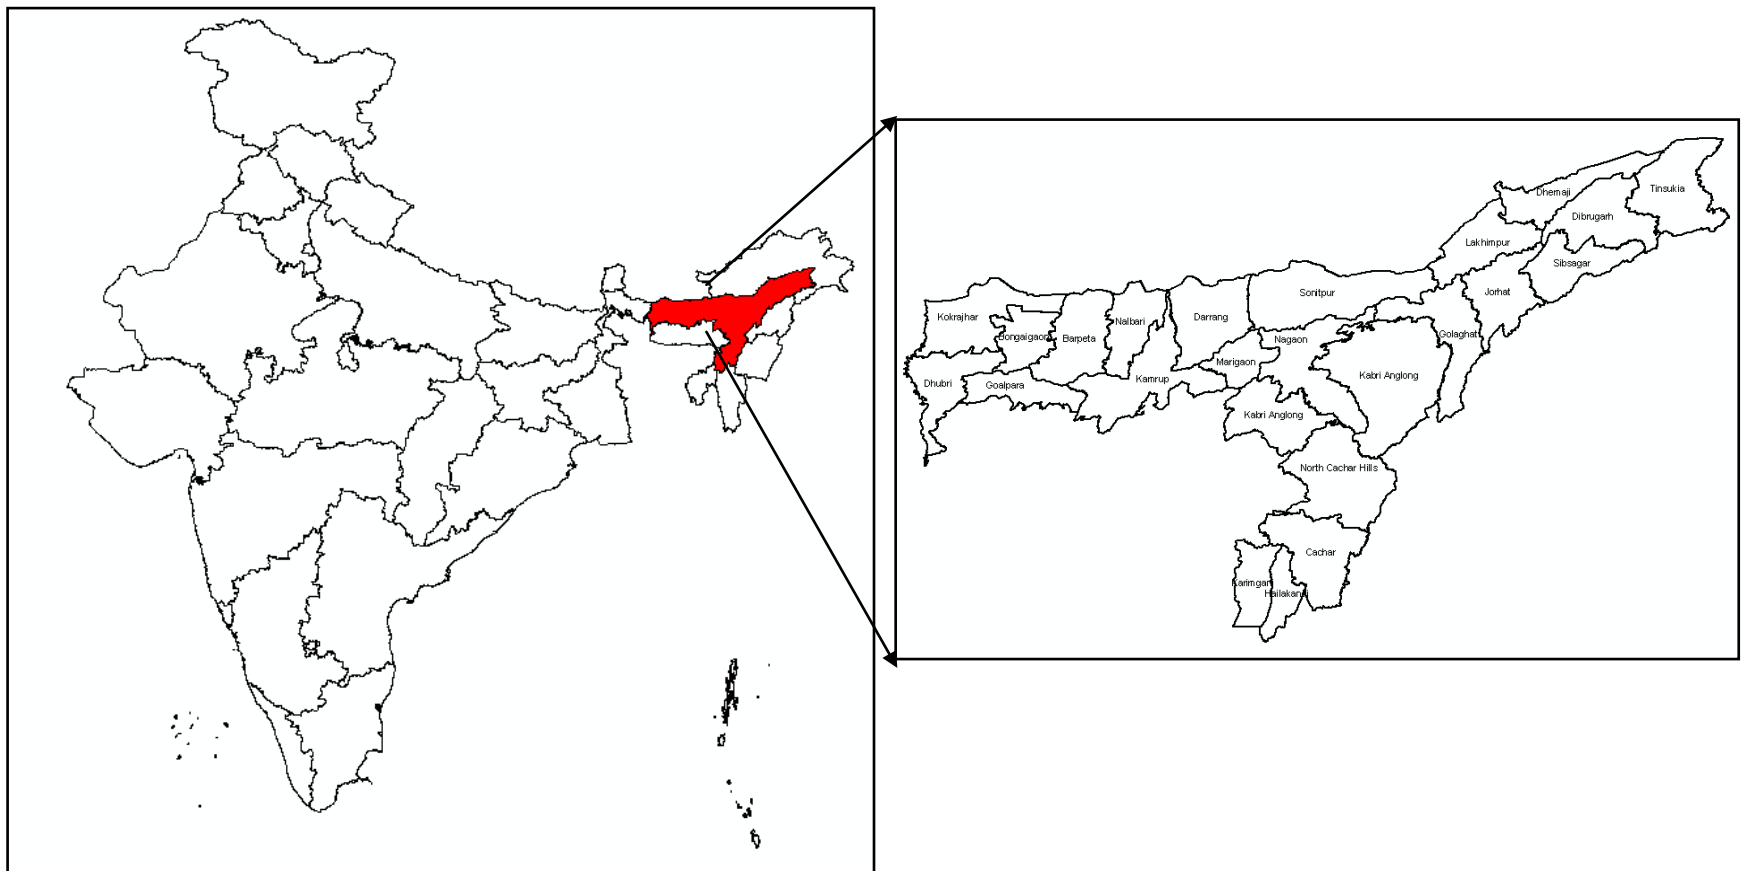 Tinsukia
Dhemaji
Dibrugarh
Lakhimpur
Sibsagar
Sonitpur
Jorhat
Kokrajhar
Darrang
Nalbari
Bongaigaon
Barpeta
Nagaon
Golaghat
Marigaon
Kabri Anglong
Kamrup
Dhubri
Goalpara
Kabri Anglong
North Cachar Hills
Cachar
Karimgan
Hailakandi